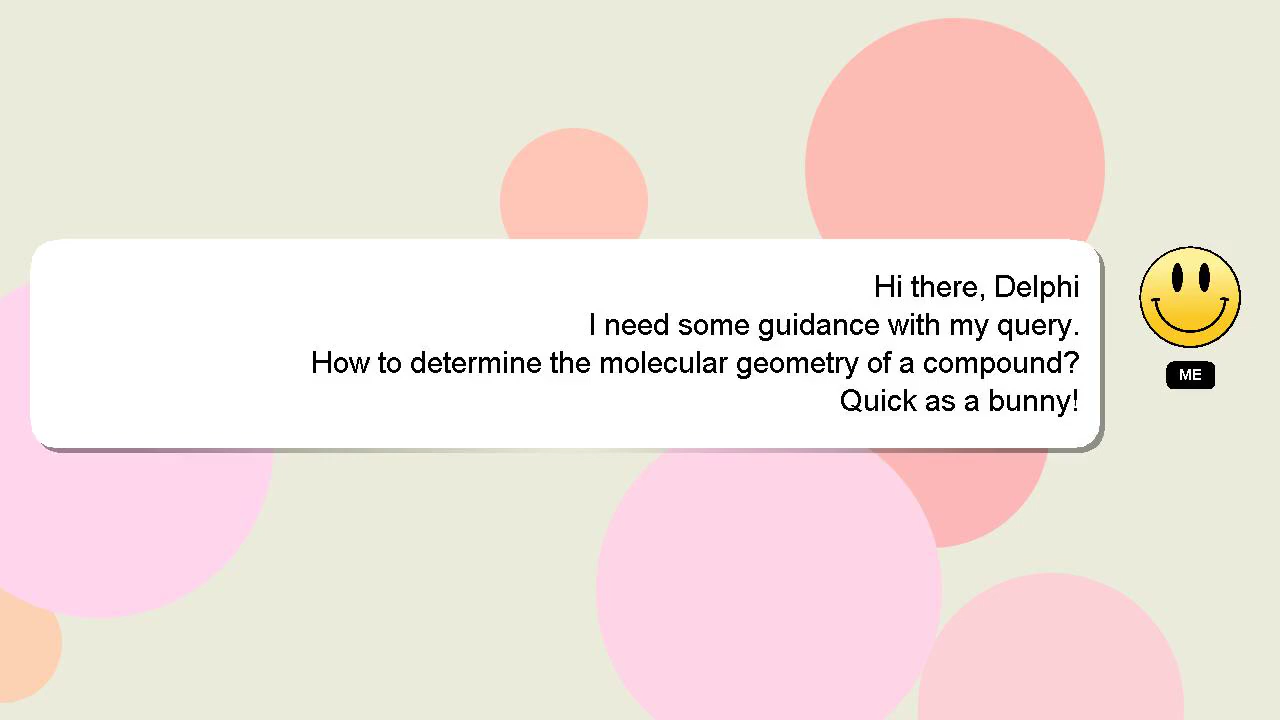 Hi there, Delphi
I need some guidance with my query.
How to determine the molecular geometry of a compound?
Quick as a bunny!
ME